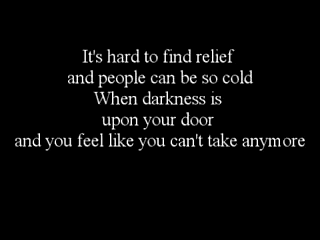 It's hard to find relief
and people can be so cold
When darkness is
upon your door
and you feel like you can't take anymore